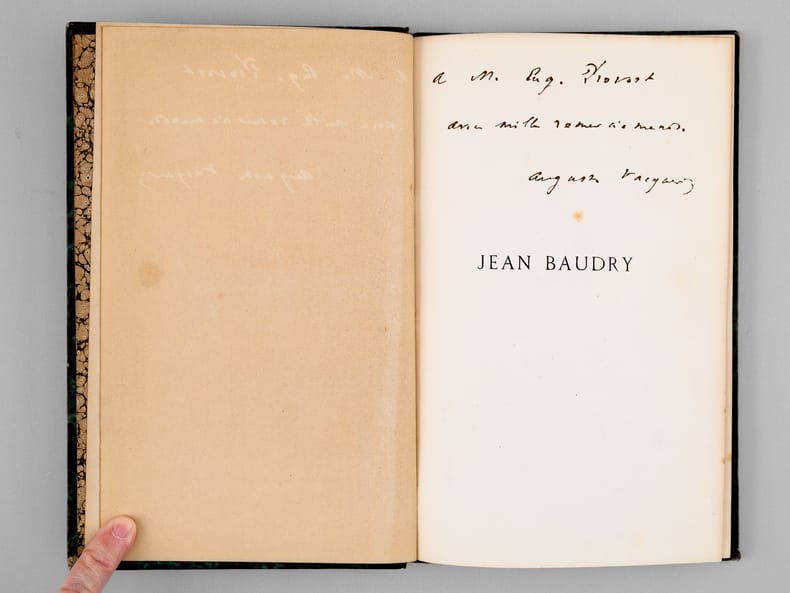 à M. Eug. Provost
avec mille remerciements.
Auguste Vacquerie
JEAN BAUDRY